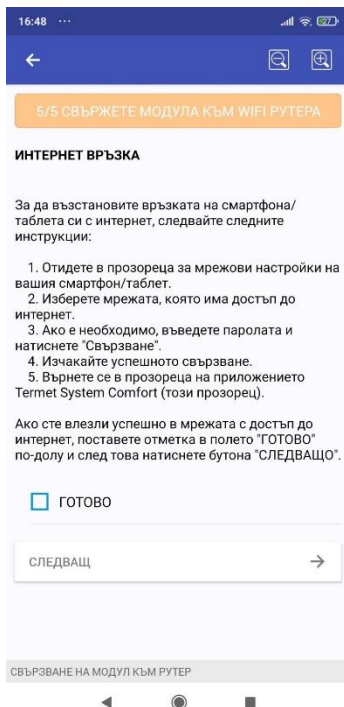 16:48 ...
27
5/5 СВЪРЖЕТЕ МОДУЛА КЪМ WIFI РУТЕРА
ИНТЕРНЕТ ВРЪЗКА
За да възстановите връзката на смартфона/
таблета си с интернет, следвайте следните
инструкции:
1. Отидете в прозореца за мрежови настройки на
вашия смартфон/таблет.
2. Изберете мрежата, която има достъп до
интернет.
3. Ако е необходимо, въведете паролата и
натиснете "Свързване".
4. Изчакайте успешното свързване.
5. Върнете се в прозореца на приложението
Termet System Comfort (този прозорец).
Ако сте влезли успешно в мрежата с достъп до
интернет, поставете отметка в полето "ГОТОВО"
по-долу и след това натиснете бутона "СЛЕДВАЩО".
ГОТОВО
СЛЕДВАЩ
СВЪРЗВАНЕ НА МОДУЛ КЪМ РУТЕР